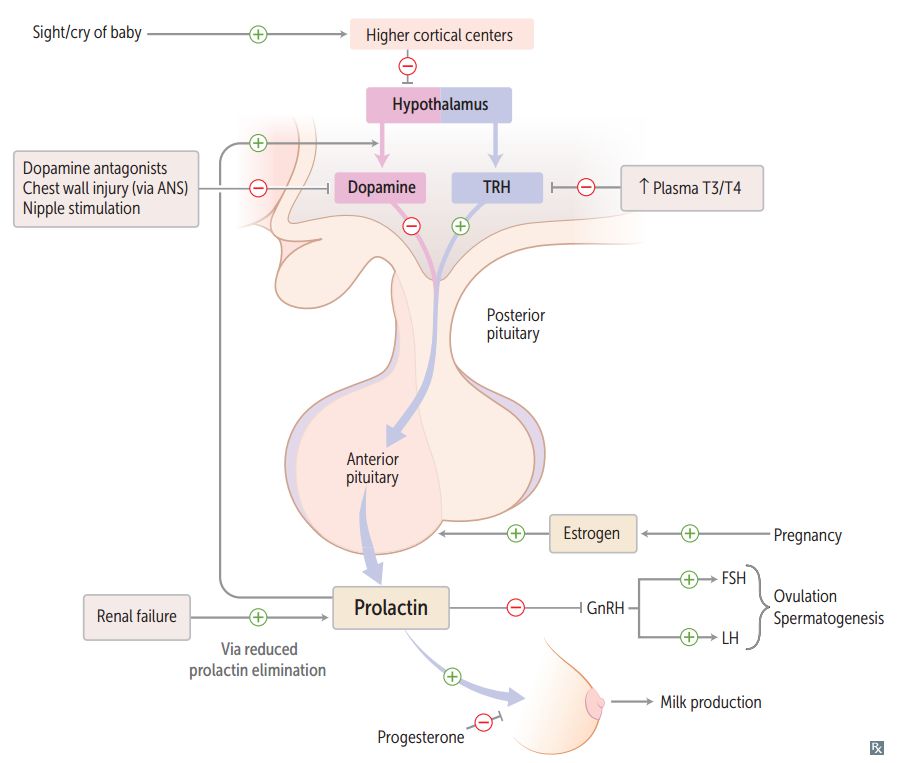 Sight/cry of baby
Higher cortical centers
Hypothalamus
Dopamine antagonists
Chest wall injury (via ANS)
Nipple stimulation
Dopamine
TRH
↑ Plasma T3/T4
Posterior
pituitary
Anterior
pituitary
Estrogen
Pregnancy
Renal failure
Via reduced
prolactin elimination
Prolactin
GnRH
FSH
LH
Ovulation
Spermatogenesis
Milk production
Progesterone
Rx